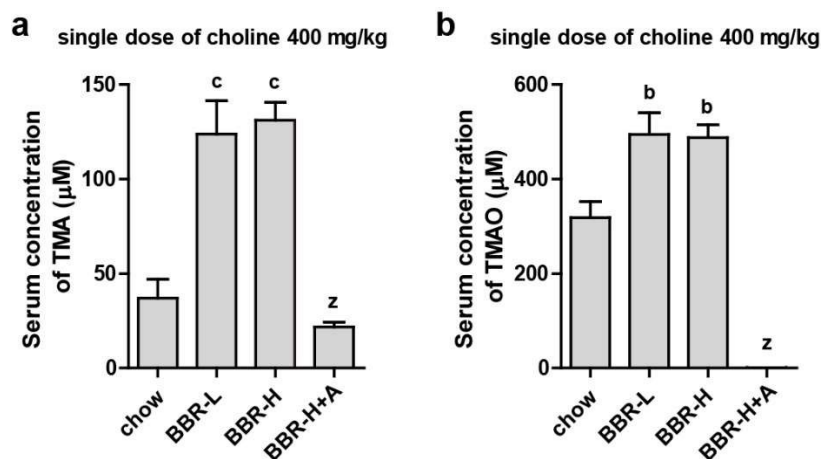 a
single dose of choline 400 mg/kg
Serum concentration
of TMA (μM)
150
100
50
0
c
c
z
chow
BBR-L
BBR-H
BBR-H+A
b
single dose of choline 400 mg/kg
Serum concentration
of TMAO (μM)
600
400
200
0
b
b
z
chow
BBR-L
BBR-H
BBR-H+A